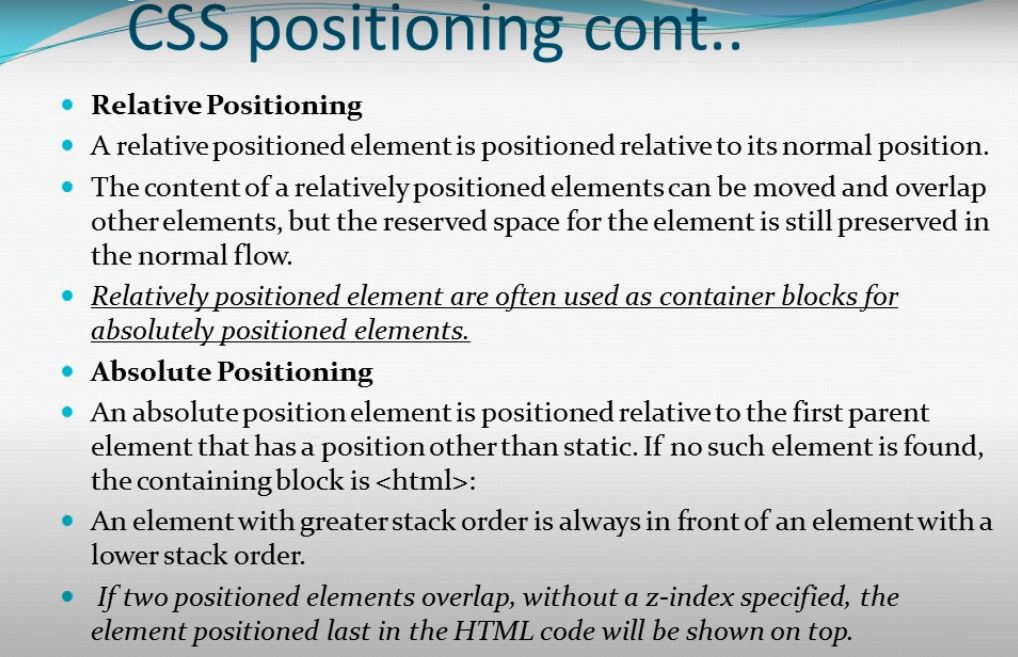 CSS positioning cont..
Relative Positioning
A relative positioned element is positioned relative to its normal position.
The content of a relatively positioned elements can be moved and overlap
other elements, but the reserved space for the element is still preserved in
the normal flow.
Relatively positioned element are often used as container blocks for
absolutely positioned elements.
Absolute Positioning
An absolute position element is positioned relative to the first parent
element that has a position other than static. If no such element is found,
the containing block is <html>:
An element with greater stack order is always in front of an element with a
lower stack order.
If two positioned elements overlap, without a z-index specified, the
element positioned last in the HTML code will be shown on top.